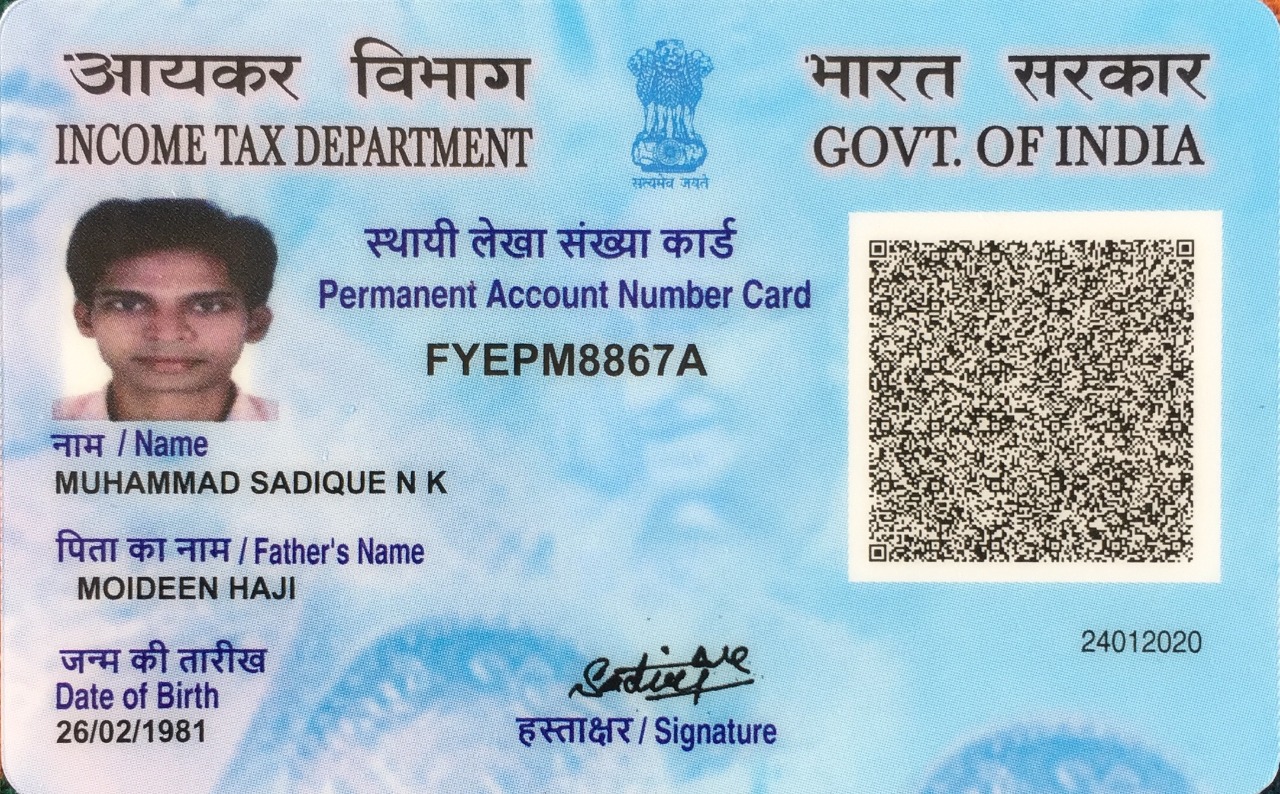 आयकर विभाग
INCOME TAX DEPARTMENT
सत्यमेव जयते
भारत सरकार
GOVT. OF INDIA
स्थायी लेखा संख्या कार्ड
Permanent Account Number Card
FYEPM8867A
नाम / Name
MUHAMMAD SADIQUE N K
पिता का नाम / Father's Name
MOIDEEN HAJI
जन्म की तारीख
Date of Birth
26/02/1981
24012020
हस्ताक्षर / Signature